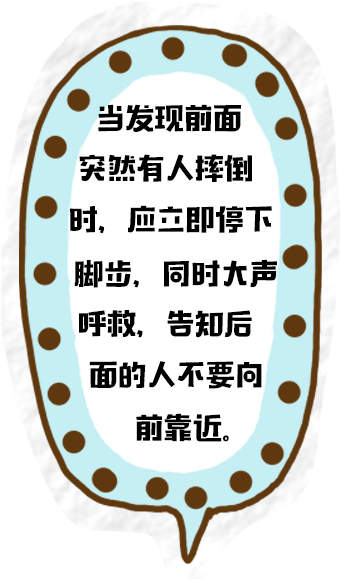 当发现前面
突然有人摔倒
时，应立即停下
脚步，同时大声
呼救，告知后
面的人不要向
前靠近。